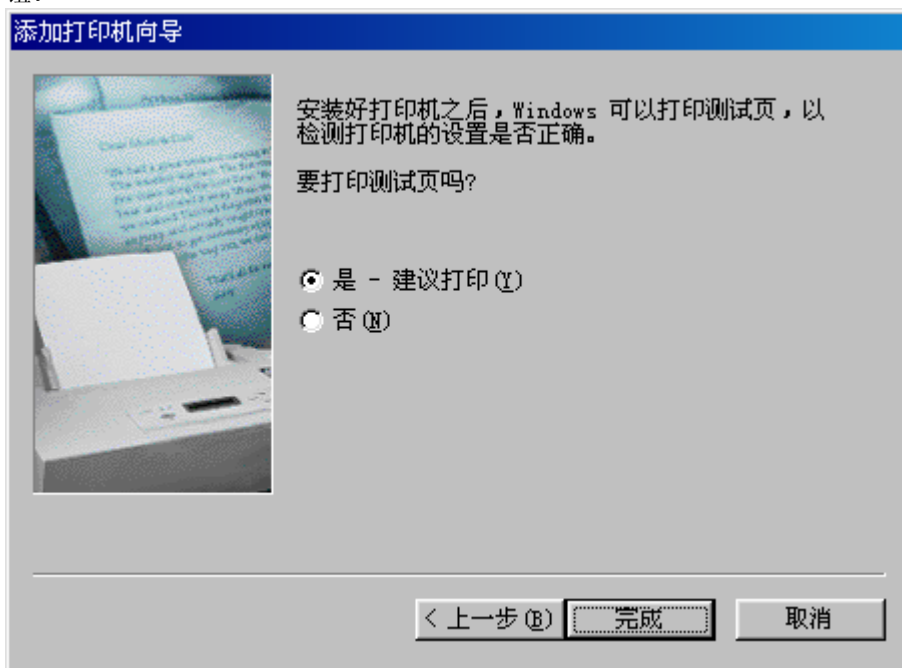 添加打印机向导
安装好打印机之后，Windows 可以打印测试页，以
检测打印机的设置是否正确。
要打印测试页吗?
是 - 建议打印(Y)
否(N)
< 上一步(B)
完成
取消